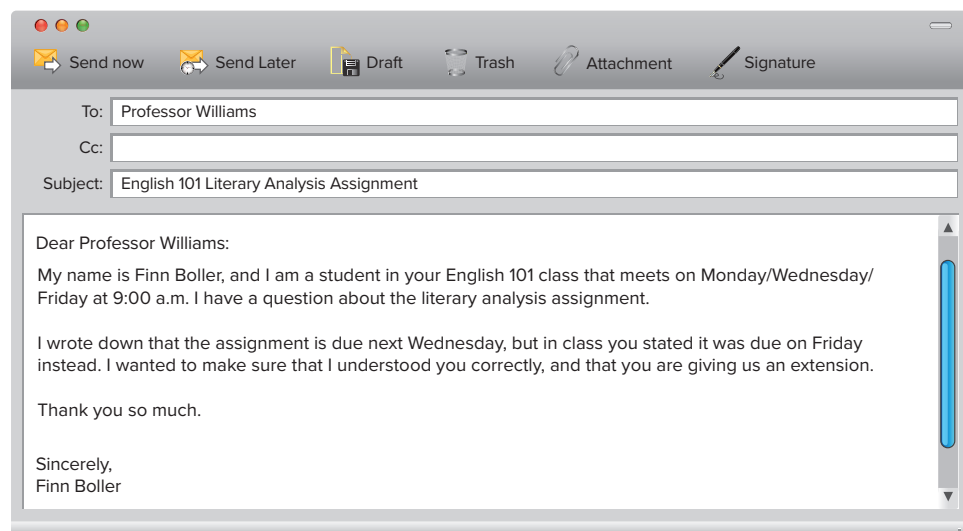 Send now Send Later Draft Trash Attachment Signature
To: Professor Williams
Cc:
Subject: English 101 Literary Analysis Assignment
Dear Professor Williams:
My name is Finn Boller, and I am a student in your English 101 class that meets on Monday/Wednesday/
Friday at 9:00 a.m. I have a question about the literary analysis assignment.
I wrote down that the assignment is due next Wednesday, but in class you stated it was due on Friday
instead. I wanted to make sure that I understood you correctly, and that you are giving us an extension.
Thank you so much.
Sincerely,
Finn Boller